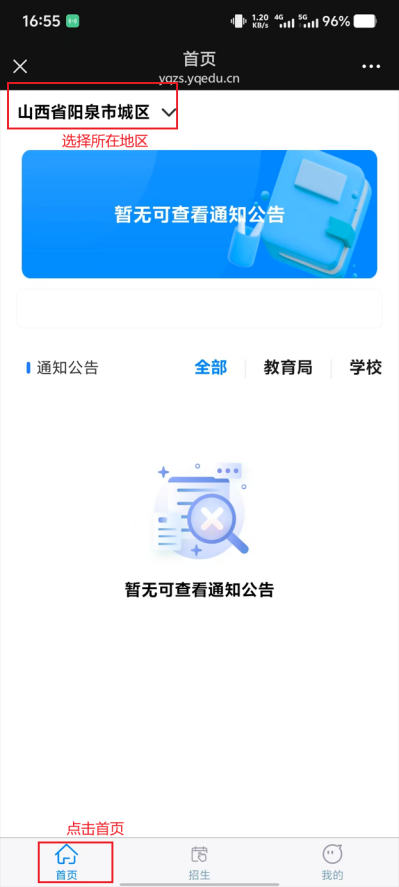 16:55
1.20 KB/s 4G 5G 96%
首页
yqzs.yqedu.cn
山西省阳泉市城区
选择所在地区
暂无可查看通知公告
通知公告 全部 教育局 学校
暂无可查看通知公告
点击首页
首页 招生 我的